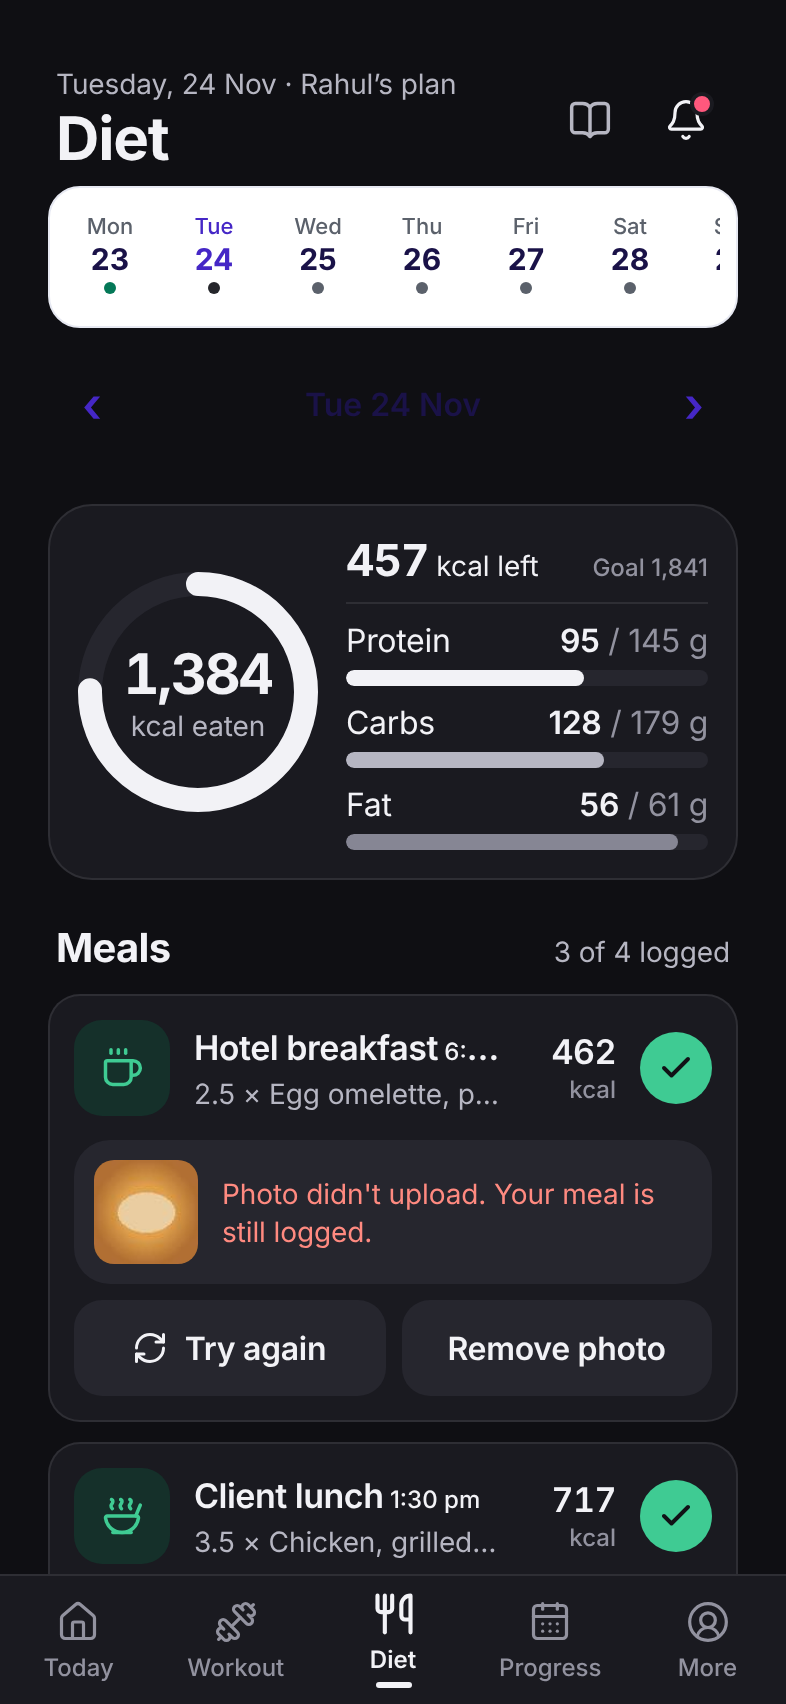 Tuesday, 24 Nov · Rahul’s plan
Diet
Mon Tue Wed Thu Fri Sat
23 24 25 26 27 28
‹ Tue 24 Nov ›
457 kcal left Goal 1,841
1,384
kcal eaten
Protein 95 / 145 g
Carbs 128 / 179 g
Fat 56 / 61 g
Meals 3 of 4 logged
Hotel breakfast 6:... 462
2.5 × Egg omelette, p... kcal
Photo didn't upload. Your meal is
still logged.
Try again Remove photo
Client lunch 1:30 pm 717
3.5 × Chicken, grilled... kcal
Today Workout Diet Progress More